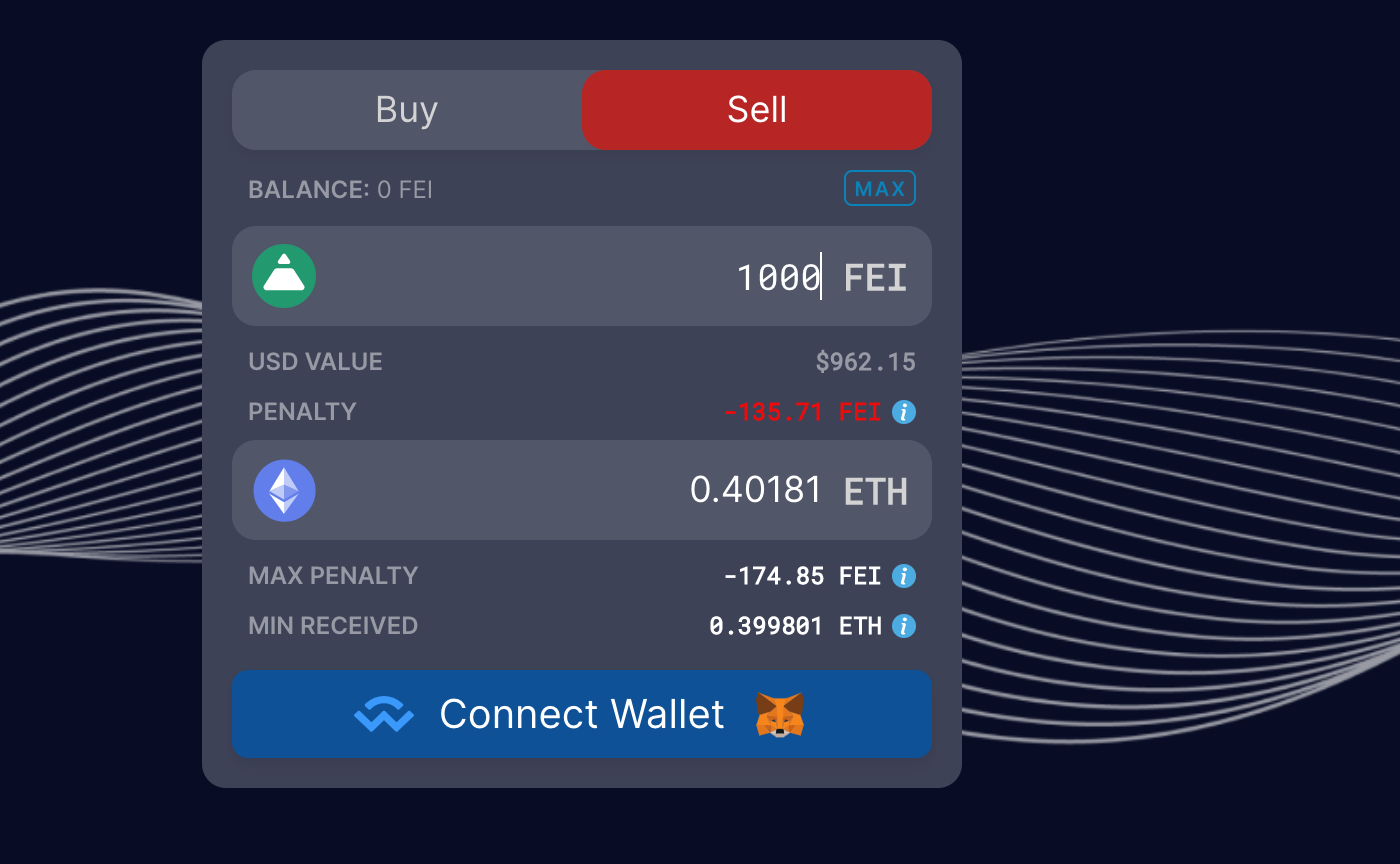 Buy Sell
BALANCE: 0 FEI MAX
1000 FEI
USD VALUE $962.15
PENALTY -135.71 FEI i
0.40181 ETH
MAX PENALTY -174.85 FEI i
MIN RECEIVED 0.399801 ETH i
Connect Wallet